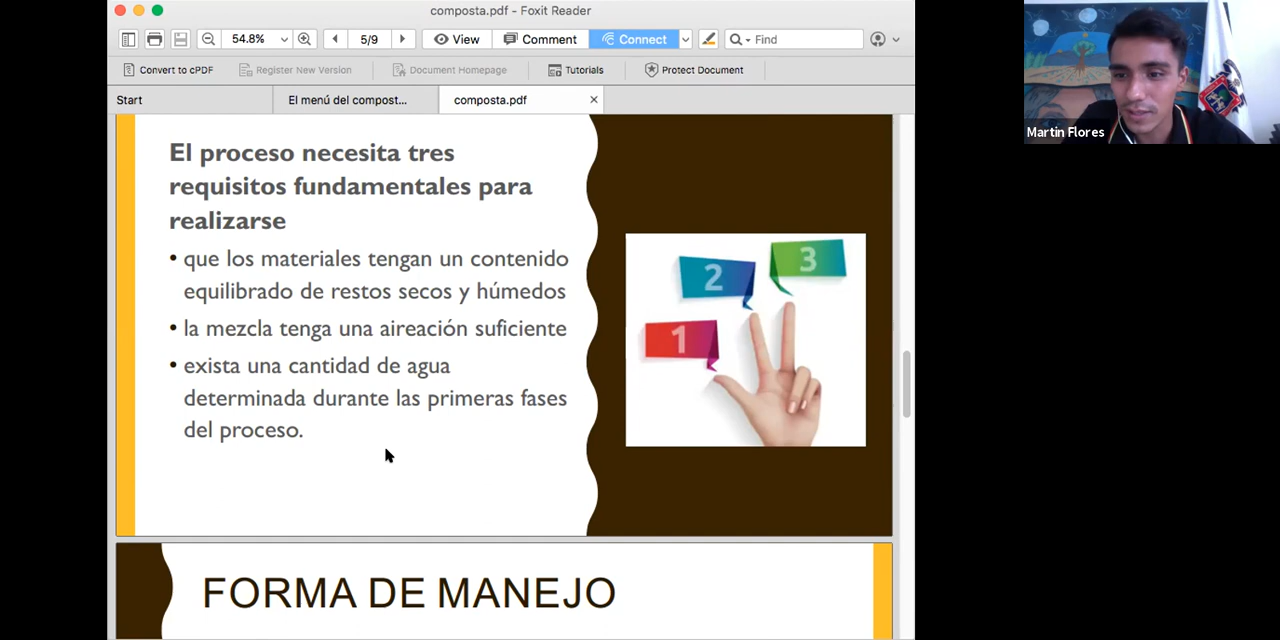 composta.pdf - Foxit Reader
54.8%
5/9
View
Comment
Connect
Find
Convert to cPDF
Register New Version
Document Homepage
Tutorials
Protect Document
Start
El menú del compost...
composta.pdf
El proceso necesita tres
requisitos fundamentales para
realizarse
• que los materiales tengan un contenido
equilibrado de restos secos y húmedos
• la mezcla tenga una aireación suficiente
• exista una cantidad de agua
determinada durante las primeras fases
del proceso.
1
2
3
FORMA DE MANEJO
Martin Flores